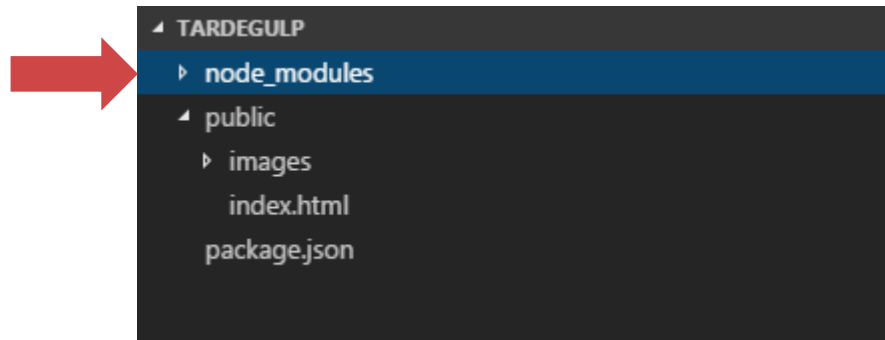 TARDEGULP
node_modules
public
images
index.html
package.json